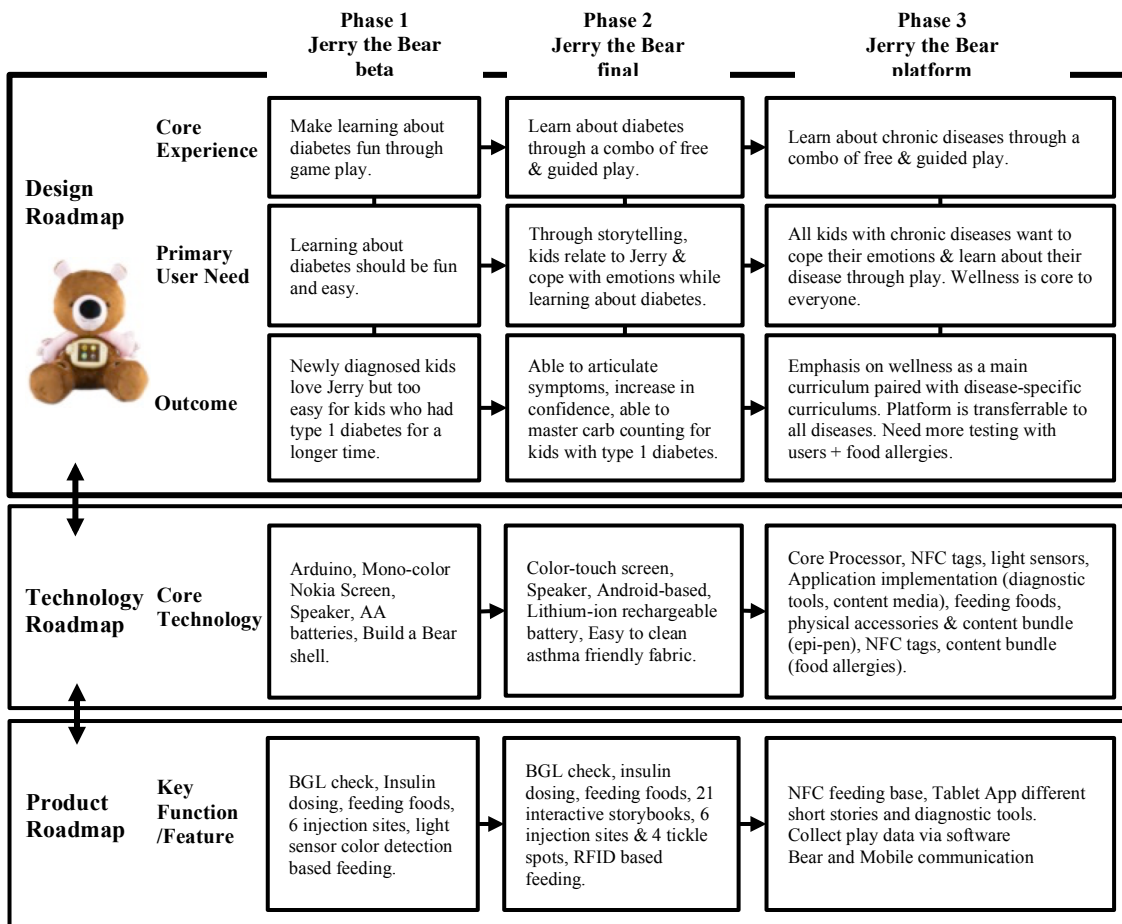 Phase 1
Jerry the Bear
beta
Phase 2
Jerry the Bear
final
Phase 3
Jerry the Bear
platform
Design
Roadmap
Core
Experience
Make learning about
diabetes fun through
game play.
Learn about diabetes
through a combo of free
& guided play.
Learn about chronic diseases through a
combo of free & guided play.
Primary
User Need
Learning about
diabetes should be fun
and easy.
Through storytelling,
kids relate to Jerry &
cope with emotions while
learning about diabetes.
All kids with chronic diseases want to
cope their emotions & learn about their
disease through play. Wellness is core to
everyone.
Outcome
Newly diagnosed kids
love Jerry but too
easy for kids who had
type 1 diabetes for a
longer time.
Able to articulate
symptoms, increase in
confidence, able to
master carb counting for
kids with type 1 diabetes.
Emphasis on wellness as a main
curriculum paired with disease-specific
curriculums. Platform is transferrable to
all diseases. Need more testing with
users + food allergies.
Technology
Roadmap
Core
Technology
Arduino, Mono-color
Nokia Screen,
Speaker, AA
batteries, Build a Bear
shell.
Color-touch screen,
Speaker, Android-based,
Lithium-ion rechargeable
battery, Easy to clean
asthma friendly fabric.
Core Processor, NFC tags, light sensors,
Application implementation (diagnostic
tools, content media), feeding foods,
physical accessories & content bundle
(epi-pen), NFC tags, content bundle
(food allergies).
Product
Roadmap
Key
Function
/Feature
BGL check, Insulin
dosing, feeding foods,
6 injection sites, light
sensor color detection
based feeding.
BGL check, insulin
dosing, feeding foods, 21
interactive storybooks, 6
injection sites & 4 tickle
spots, RFID based
feeding.
NFC feeding base, Tablet App different
short stories and diagnostic tools.
Collect play data via software
Bear and Mobile communication